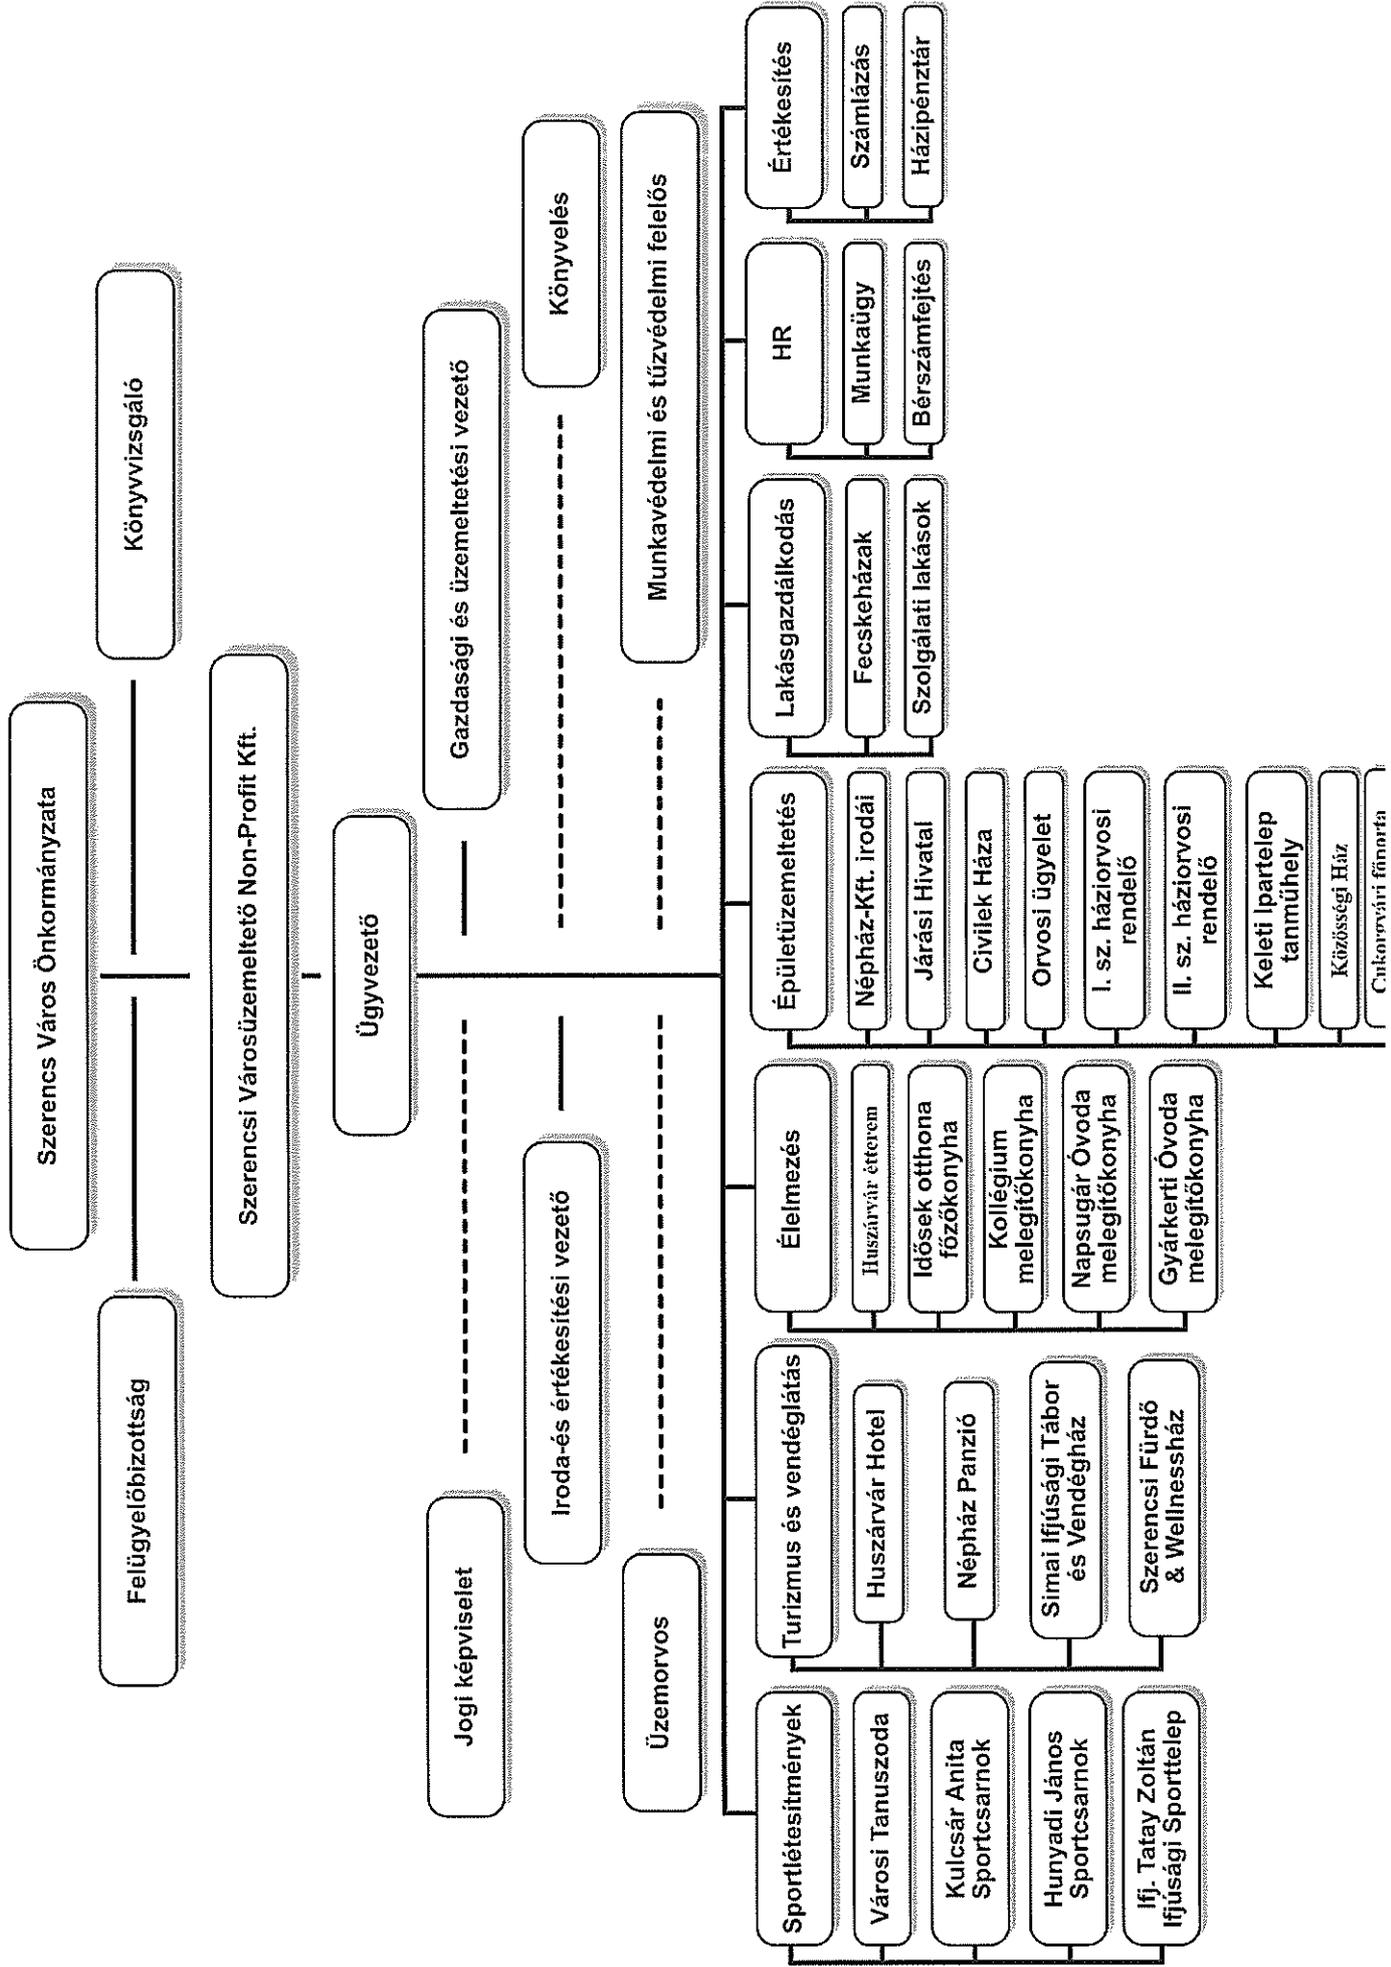 Szerencs Város Önkormányzata
Felügyelőbizottság
Könyvvizsgáló
Szerencsi Városüzemeltető Non-Profit Kft.
Ügyvezető
Jogi képviselet
Gazdasági és üzemeltetési vezető
Iroda-és értékesítési vezető
Könyvelés
Üzemorvos
Munkavédelmi és tűzvédelmi felelős
Sportlétesítmények
Városi Tanuszoda
Kulcsár Anita
Sportcsarnok
Hunyadi János
Sportcsarnok
Ifj. Tatay Zoltán
Ifjúsági Sporttelep
Turizmus és vendéglátás
Huszárvár Hotel
Népház Panzió
Simai Ifjúsági Tábor
és Vendégház
Szerencsi Fürdő
& Wellnessház
Élelmezés
Huszárvár étterem
Idősek otthona
főzőkonyha
Kollégium
melegítőkonyha
Napsugár Óvoda
melegítőkonyha
Gyárkerti Óvoda
melegítőkonyha
Épületüzemeltetés
Népház-Kft. irodái
Járási Hivatal
Civilek Háza
Orvosi ügyelet
I. sz. háziorvosi
rendelő
II. sz. háziorvosi
rendelő
Keleti Ipartelep
tanműhely
Közösségi Ház
Cukorgyári főporta
Lakásgazdálkodás
Fecskeházak
Szolgálati lakások
HR
Munkaügy
Bérszámfejtés
Értékesítés
Számlázás
Házipénztár